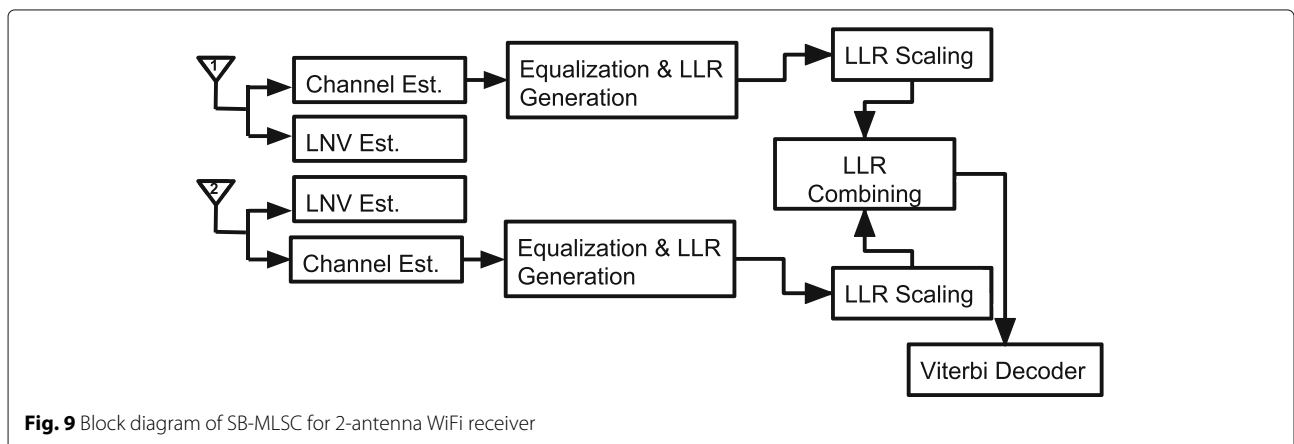 1
Channel Est.
Equalization & LLR
Generation
LLR Scaling
LNV Est.
LLR
Combining
2
LNV Est.
Channel Est.
Equalization & LLR
Generation
LLR Scaling
Viterbi Decoder
Fig. 9 Block diagram of SB-MLSC for 2-antenna WiFi receiver